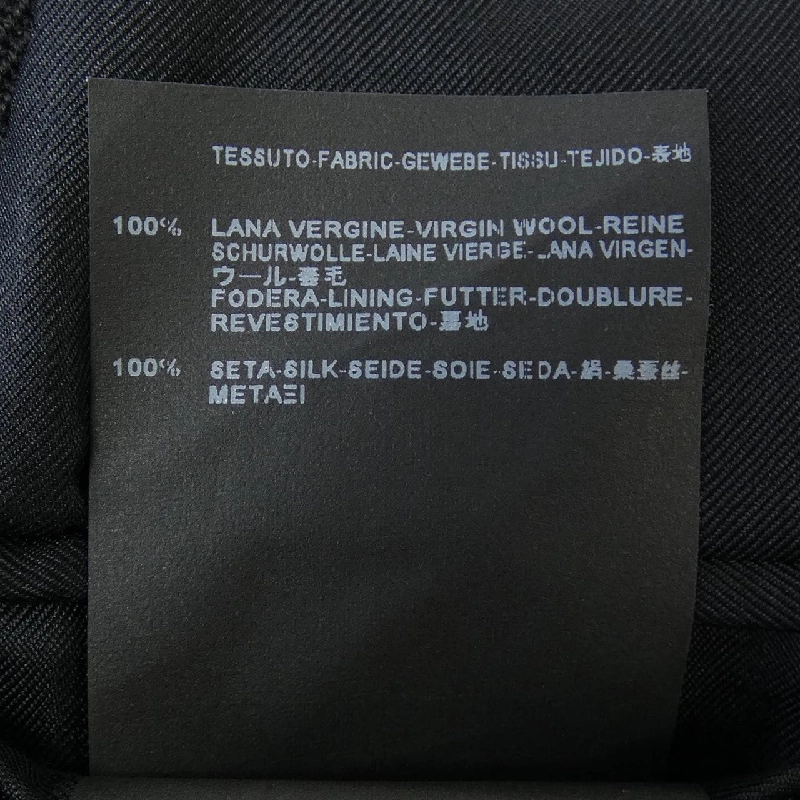 TESSUTO-FABRIC-GEWEBE-TISSU-TEJIDO-表地
100% LANA VERGINE-VIRGIN WOOL-REINE
SCHURWOLLE-LAINE VIERGE-LANA VIRGEN-
ウール-羊毛
FODERA-LINING-FUTTER-DOUBLURE-
REVESTIMIENTO-裏地
100% SETA-SILK-SEIDE-SOIE-SEDA-絹-桑蚕丝-
ΜΕΤΑΞΙ